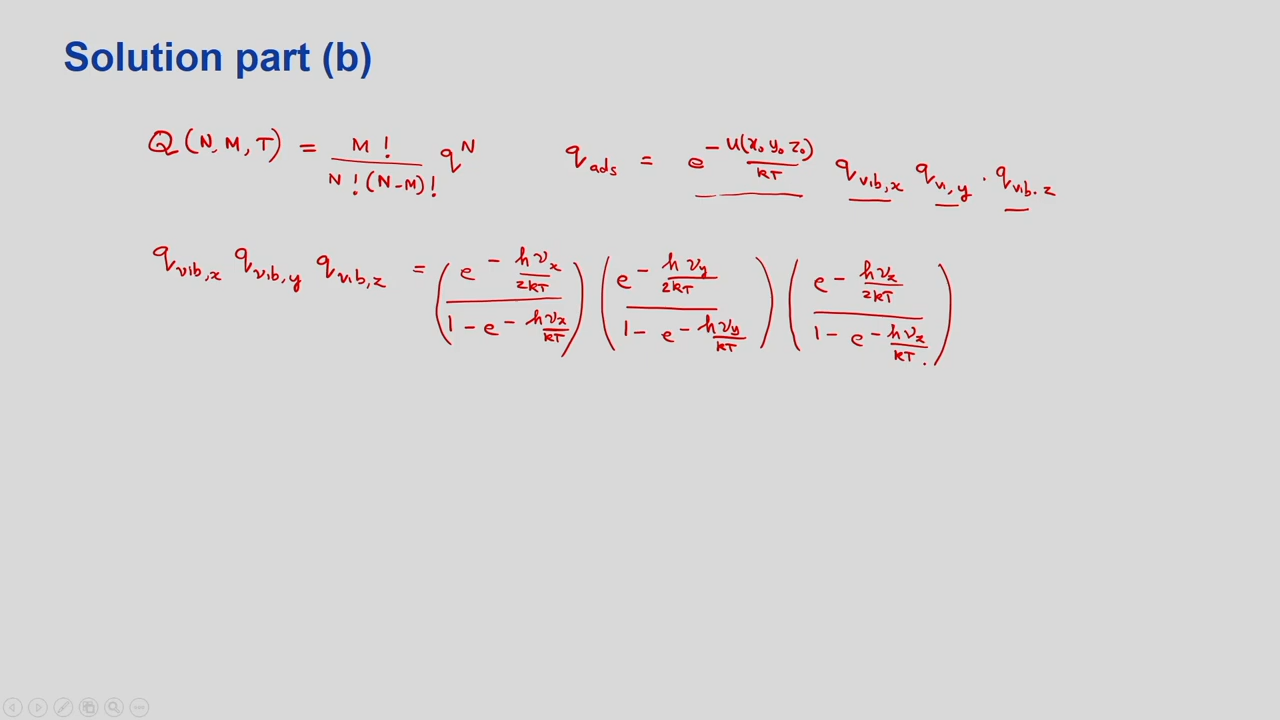 Solution part (b)
Q (N, M, T) = M ! / N ! (N - M) ! q^N    q_ads = e^(- U(x₀ y₀ z₀) / kT) q_vib,x q_vi,y · q_vib. z
q_vib,x q_vib,y q_vib,z = (e^(- hν_x / 2kT) / 1 - e^(- hν_x / kT)) (e^(- hν_y / 2kT) / 1 - e^(- hν_y / kT)) (e^(- hν_z / 2kT) / 1 - e^(- hν_z / kT))